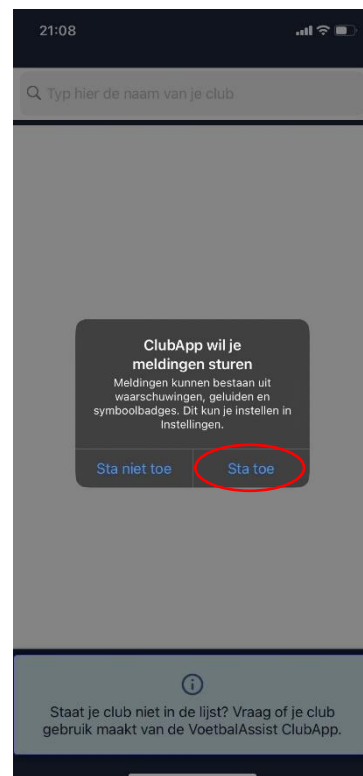 21:08
Typ hier de naam van je club
ClubApp wil je
meldingen sturen
Meldingen kunnen bestaan uit
waarschuwingen, geluiden en
symboolbadges. Dit kun je instellen in
Instellingen.
Sta niet toe
Sta toe
Staat je club niet in de lijst? Vraag of je club
gebruik maakt van de VoetbalAssist ClubApp.